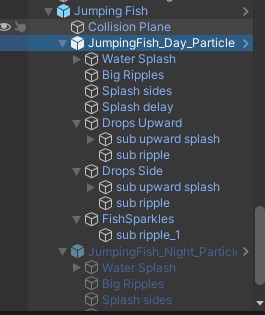 Jumping Fish
Collision Plane
JumpingFish_Day_Particle
Water Splash
Big Ripples
Splash sides
Splash delay
Drops Upward
sub upward splash
sub ripple
Drops Side
sub upward splash
sub ripple
FishSparkles
sub ripple_1
JumpingFish_Night_Particle
Water Splash
Big Ripples
Splash sides